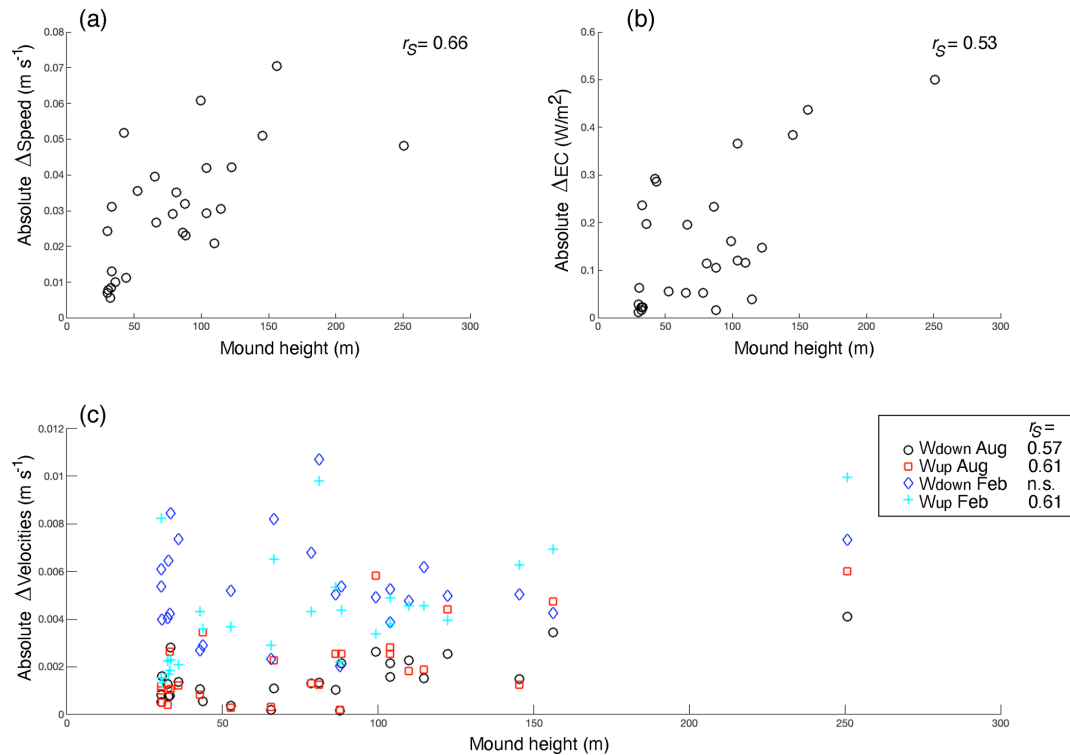 (a)
r_S = 0.66
0.08
0.07
0.06
0.05
0.04
0.03
0.02
0.01
0
0 50 100 150 200 250 300
Absolute ΔSpeed (m s⁻¹)
Mound height (m)
(b)
r_S = 0.53
0.6
0.5
0.4
0.3
0.2
0.1
0
0 50 100 150 200 250 300
Absolute ΔEC (W/m²)
Mound height (m)
(c)
0.012
0.01
0.008
0.006
0.004
0.002
0
0 50 100 150 200 250 300
Absolute ΔVelocities (m s⁻¹)
Mound height (m)
r_S =
Wdown Aug 0.57
Wup Aug 0.61
Wdown Feb n.s.
Wup Feb 0.61